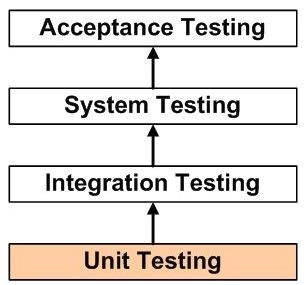 Acceptance Testing
System Testing
Integration Testing
Unit Testing